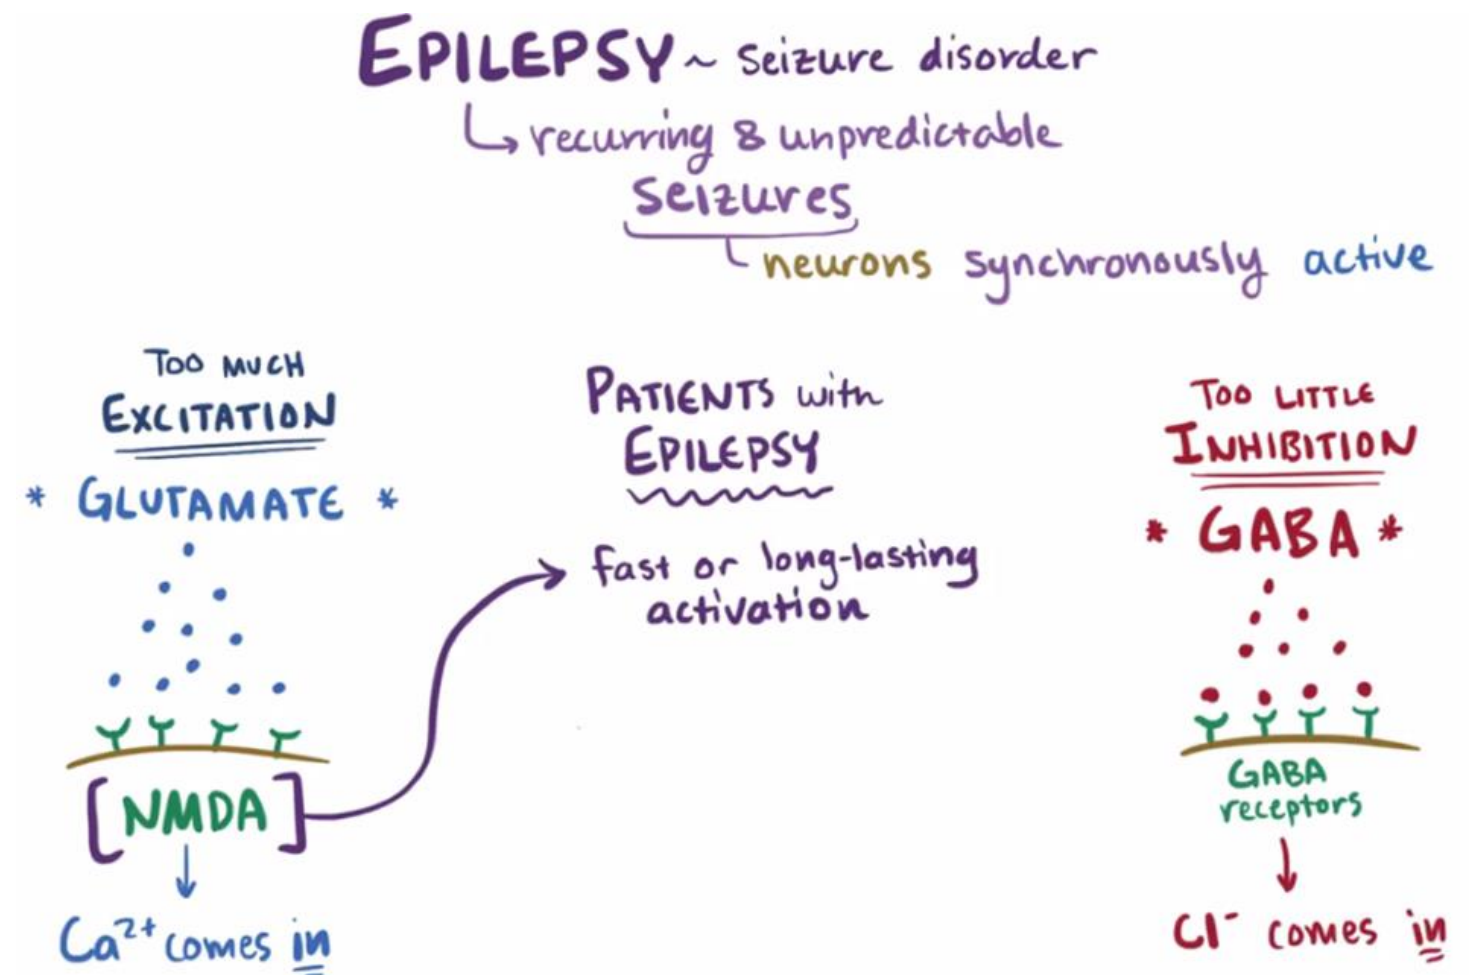 EPILEPSY ~ seizure disorder
↳ recurring & unpredictable
seizures
neurons synchronously active
TOO MUCH
EXCITATION
* GLUTAMATE *
[NMDA]
Ca²⁺ comes in
PATIENTS with
EPILEPSY
fast or long-lasting
activation
TOO LITTLE
INHIBITION
* GABA *
GABA
receptors
Cl⁻ comes in